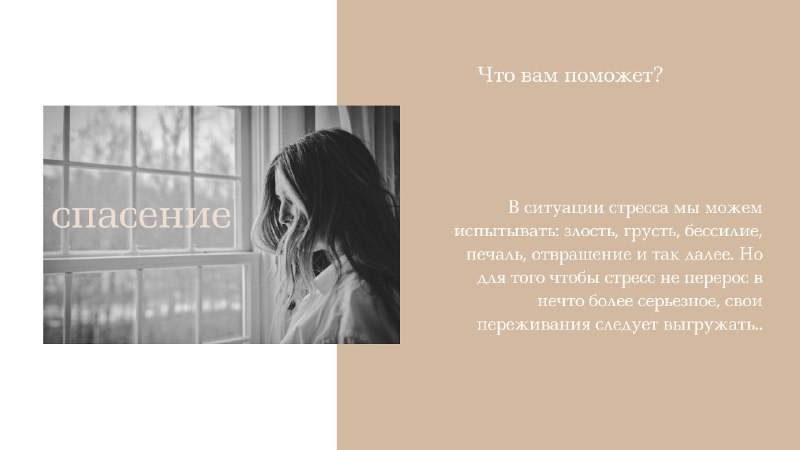 Что вам поможет?
спасение
В ситуации стресса мы можем
испытывать: злость, грусть, бессилие,
печаль, отвращение и так далее. Но
для того чтобы стресс не перерос в
нечто более серьезное, свои
переживания следует выгружать..